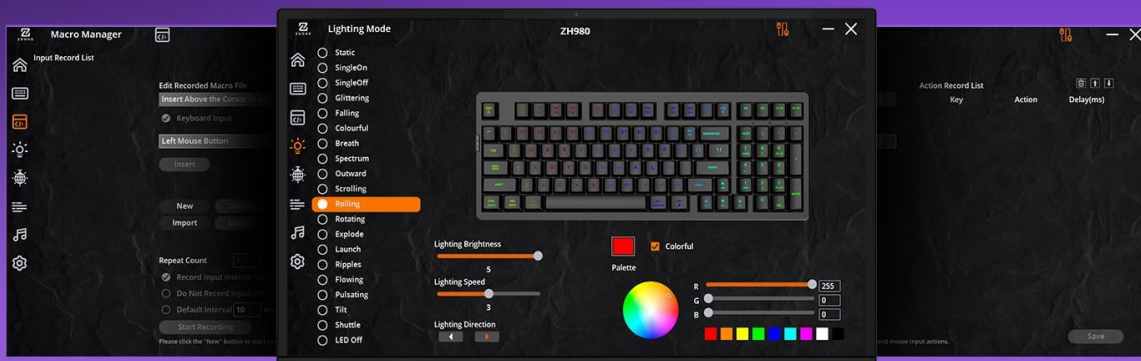 Macro Manager
Input Record List
Edit Recorded Macro File
Insert Above the Cursor
Keyboard Input
Left Mouse Button
Insert
New
Import
Repeat Count
1
Record Input Interval
Do Not Record Input
Default Interval 10
Start Recording
Please click the "New" button to start
Lighting Mode
ZH980
Static
SingleOn
SingleOff
Glittering
Falling
Colourful
Breath
Spectrum
Outward
Scrolling
Rolling
Rotating
Explode
Launch
Ripples
Flowing
Pulsating
Tilt
Shuttle
LED Off
Lighting Brightness
5
Lighting Speed
3
Lighting Direction
Colorful
Palette
R 255
G 0
B 0
Action Record List
Key Action Delay(ms)
Save
and mouse input actions.